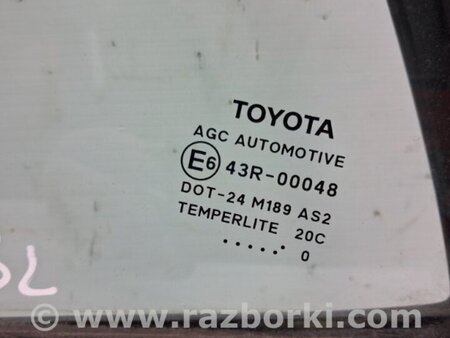 TOYOTA
AGC AUTOMOTIVE
E6 43R-00048
DOT-24 M189 AS2
TEMPERLITE 20C
..... . 0
www.razborki.com